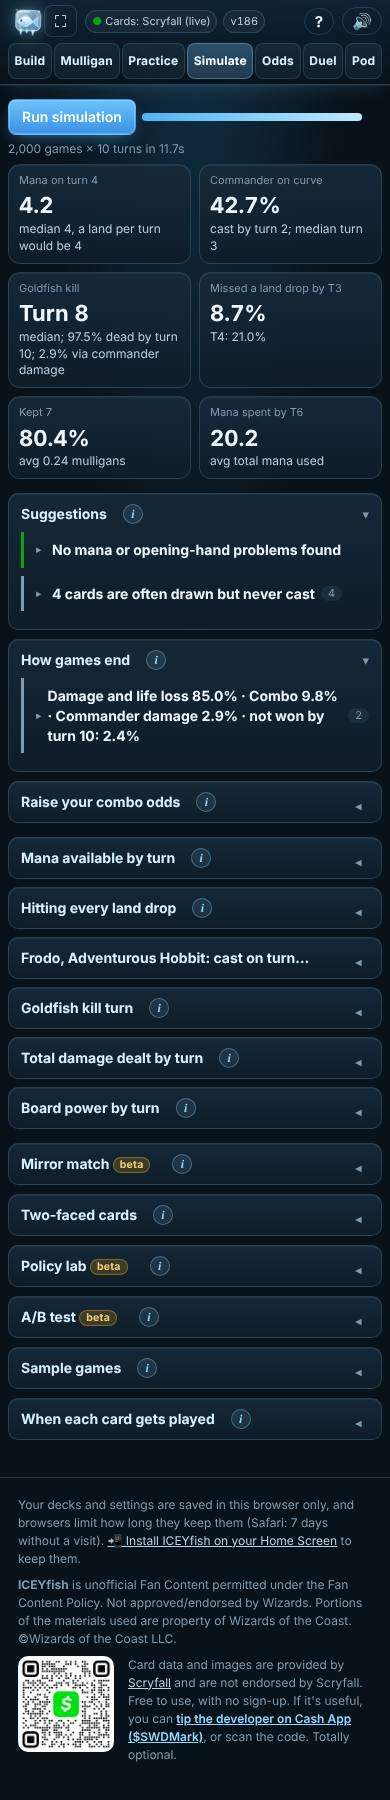 Cards: Scryfall (live)
v186
?
Build
Mulligan
Practice
Simulate
Odds
Duel
Pod
Run simulation
2,000 games × 10 turns in 11.7s
Mana on turn 4
4.2
median 4, a land per turn
would be 4
Commander on curve
42.7%
cast by turn 2; median turn
3
Goldfish kill
Turn 8
median; 97.5% dead by turn
10; 2.9% via commander
damage
Missed a land drop by T3
8.7%
T4: 21.0%
Kept 7
80.4%
avg 0.24 mulligans
Mana spent by T6
20.2
avg total mana used
Suggestions i
No mana or opening-hand problems found
4 cards are often drawn but never cast 4
How games end i
Damage and life loss 85.0% · Combo 9.8%
· Commander damage 2.9% · not won by
turn 10: 2.4%
2
Raise your combo odds i
Mana available by turn i
Hitting every land drop i
Frodo, Adventurous Hobbit: cast on turn...
Goldfish kill turn i
Total damage dealt by turn i
Board power by turn i
Mirror match beta i
Two-faced cards i
Policy lab beta i
A/B test beta i
Sample games i
When each card gets played i
Your decks and settings are saved in this browser only, and
browsers limit how long they keep them (Safari: 7 days
without a visit). 📲 Install ICEYfish on your Home Screen to
keep them.
ICEYfish is unofficial Fan Content permitted under the Fan
Content Policy. Not approved/endorsed by Wizards. Portions
of the materials used are property of Wizards of the Coast.
©Wizards of the Coast LLC.
$
Card data and images are provided by
Scryfall and are not endorsed by Scryfall.
Free to use, with no sign-up. If it's useful,
you can tip the developer on Cash App
($SWDMark), or scan the code. Totally
optional.